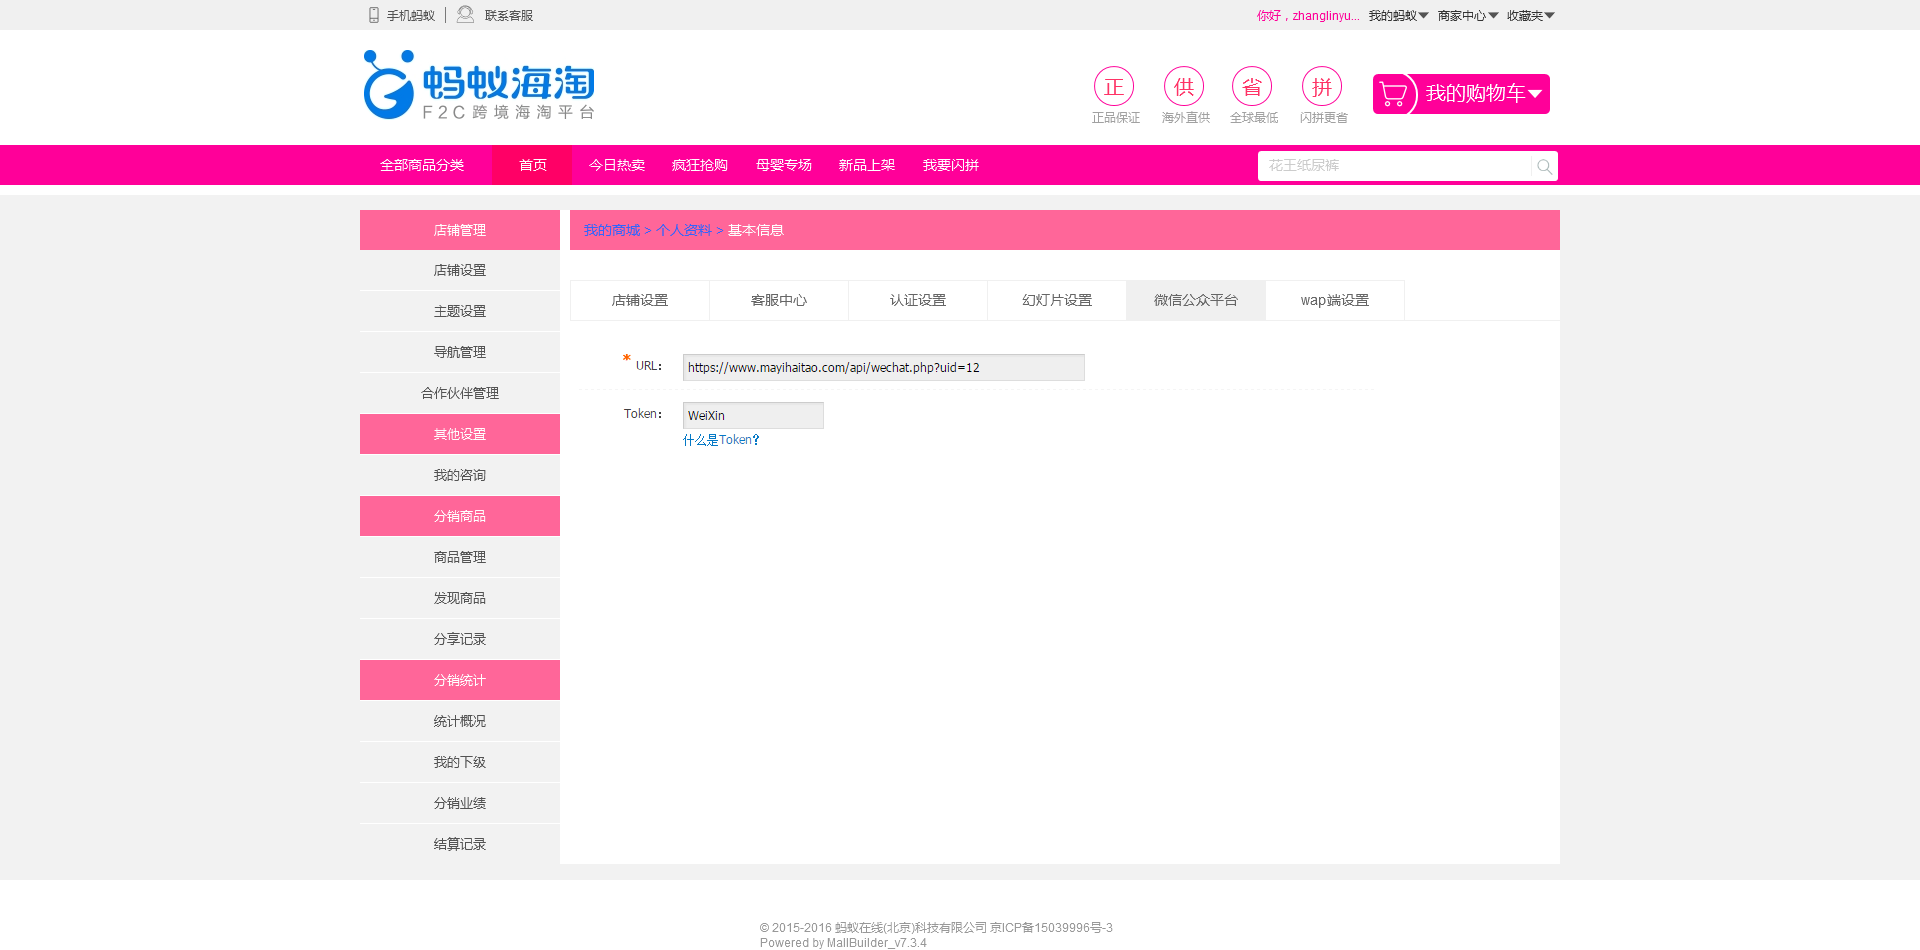 手机蚂蚁 联系客服 你好，zhanglinyu... 我的蚂蚁 商家中心 收藏夹
蚂蚁海淘
F2C跨境海淘平台
正 供 省 拼
正品保证 海外直供 全球最低 闪拼更省
我的购物车
全部商品分类 首页 今日热卖 疯狂抢购 母婴专场 新品上架 我要闪拼 花王纸尿裤
店铺管理
店铺设置
主题设置
导航管理
合作伙伴管理
其他设置
我的咨询
分销商品
商品管理
发现商品
分享记录
分销统计
统计概况
我的下级
分销业绩
结算记录
我的商城 > 个人资料 > 基本信息
店铺设置 客服中心 认证设置 幻灯片设置 微信公众平台 wap端设置
* URL： https://www.mayihaitao.com/api/wechat.php?uid=12
Token： WeiXin
什么是Token？
© 2015-2016 蚂蚁在线(北京)科技有限公司 京ICP备15039996号-3
Powered by MallBuilder_v7.3.4